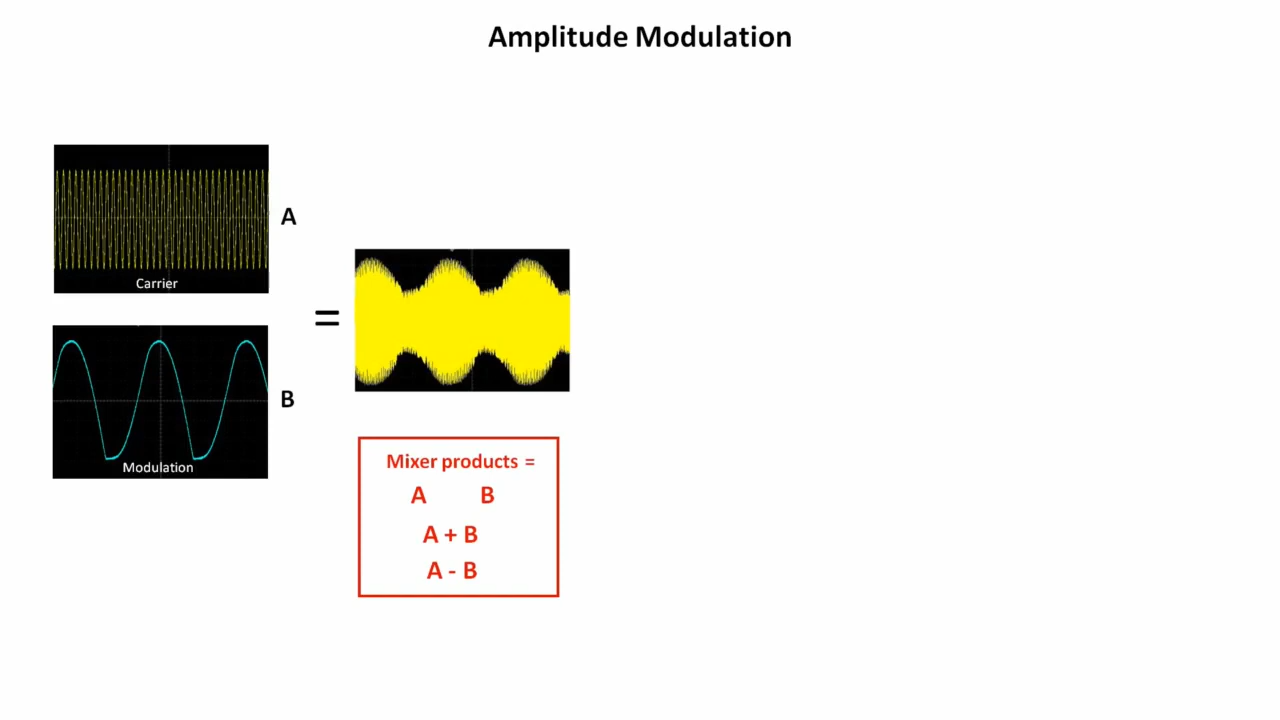 Amplitude Modulation
A
Carrier
=
B
Modulation
Mixer products =
A B
A + B
A - B